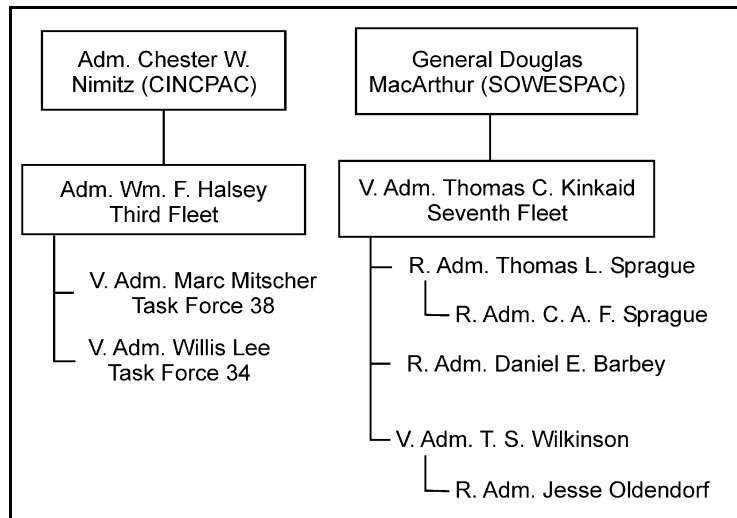 Adm. Chester W.
Nimitz (CINCPAC)
Adm. Wm. F. Halsey
Third Fleet
V. Adm. Marc Mitscher
Task Force 38
V. Adm. Willis Lee
Task Force 34
General Douglas
MacArthur (SOWESPAC)
V. Adm. Thomas C. Kinkaid
Seventh Fleet
R. Adm. Thomas L. Sprague
R. Adm. C. A. F. Sprague
R. Adm. Daniel E. Barbey
V. Adm. T. S. Wilkinson
R. Adm. Jesse Oldendorf